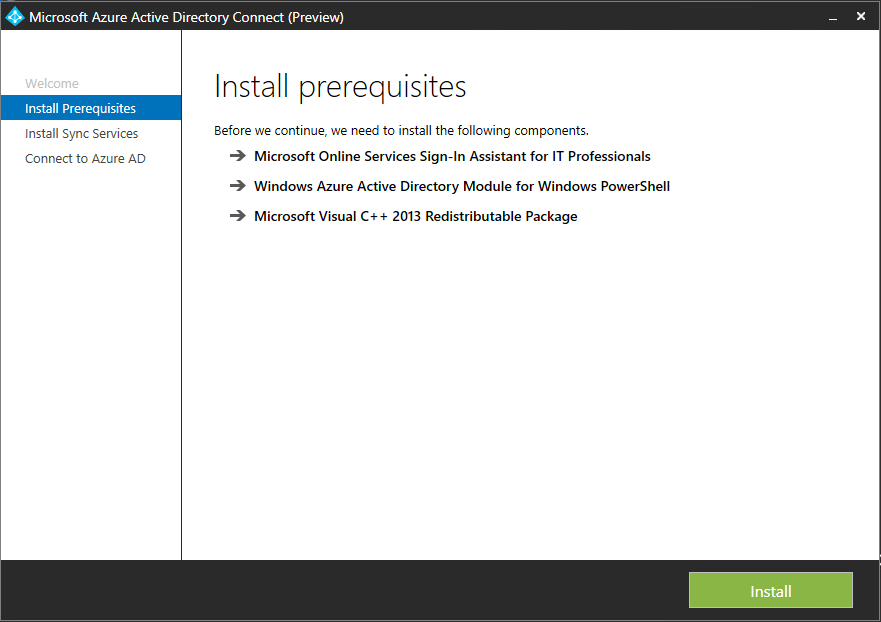 Microsoft Azure Active Directory Connect (Preview)
Welcome
Install Prerequisites
Install Sync Services
Connect to Azure AD
Install prerequisites
Before we continue, we need to install the following components.
Microsoft Online Services Sign-In Assistant for IT Professionals
Windows Azure Active Directory Module for Windows PowerShell
Microsoft Visual C++ 2013 Redistributable Package
Install